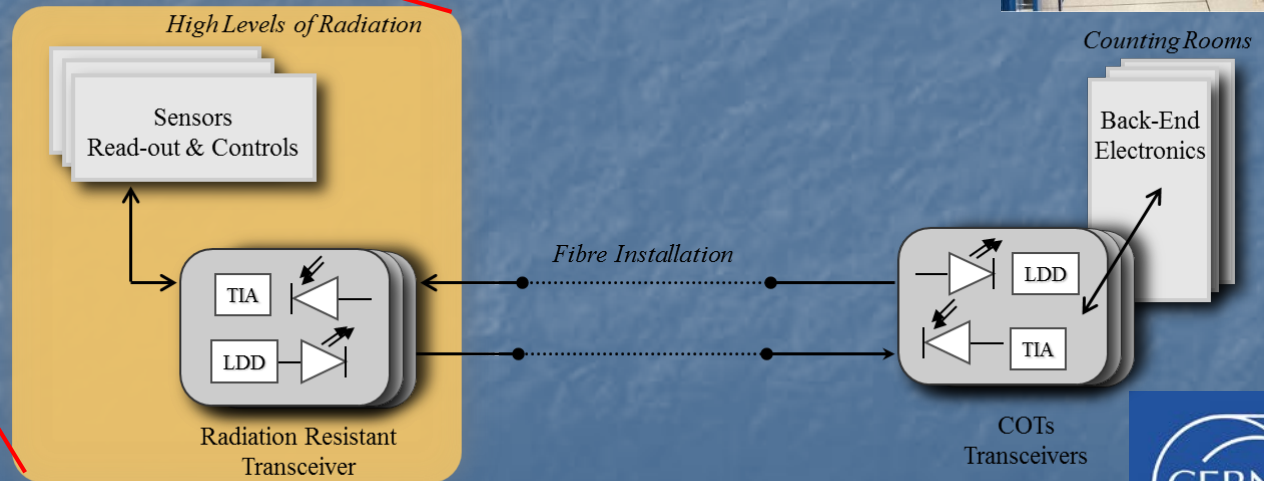 High Levels of Radiation
Counting Rooms
Sensors
Read-out & Controls
Back-End
Electronics
Fibre Installation
TIA
LDD
LDD
TIA
Radiation Resistant
Transceiver
COTs
Transceivers
CERN